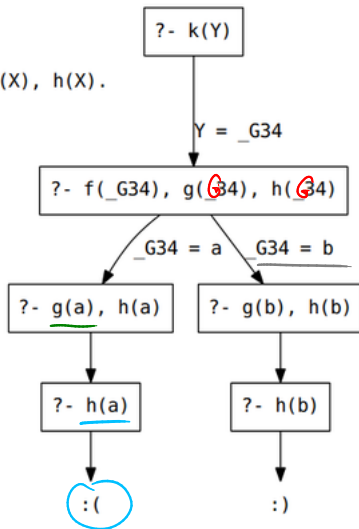 ?- k(Y)
(X), h(X).
Y = _G34
?- f(_G34), g(_G34), h(_G34)
_G34 = a _G34 = b
?- g(a), h(a) ?- g(b), h(b)
?- h(a) ?- h(b)
:( :)